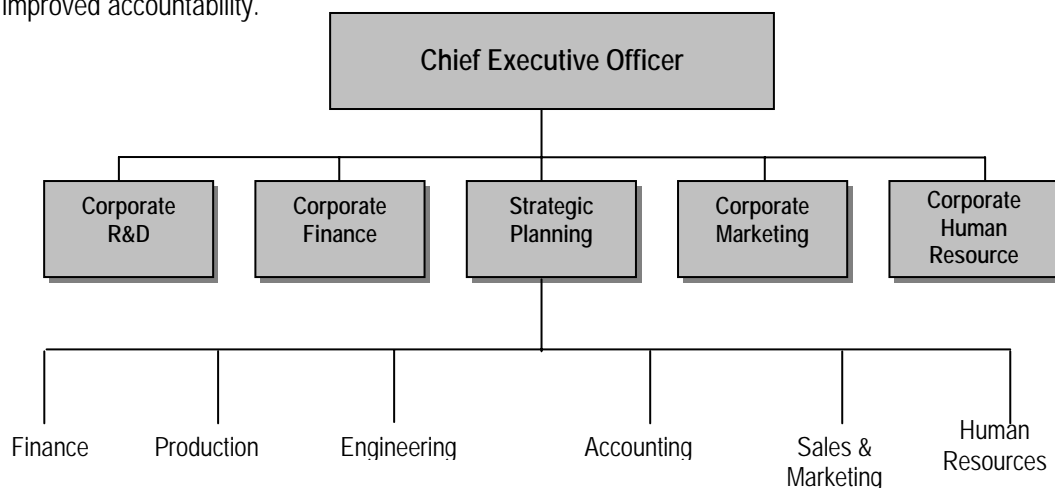 improved accountability.
Chief Executive Officer
Corporate
R&D
Corporate
Finance
Strategic
Planning
Corporate
Marketing
Corporate
Human
Resource
Finance
Production
Engineering
Accounting
Sales &
Marketing
Human
Resources